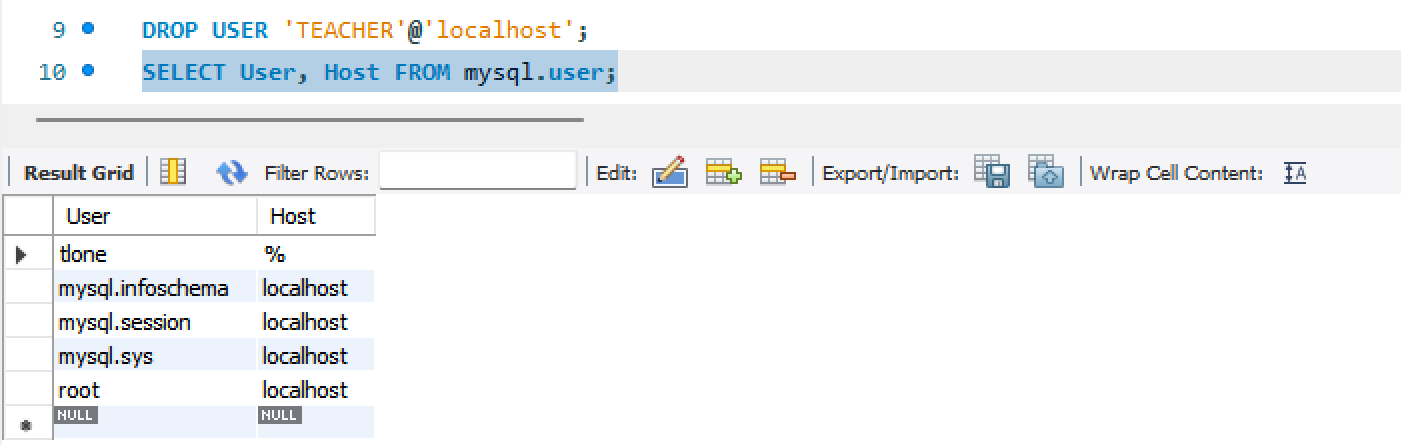 9 DROP USER 'TEACHER'@'localhost';
10 SELECT User, Host FROM mysql.user;
Result Grid Filter Rows: Edit: Export/Import: Wrap Cell Content: IA
User Host
tlone %
mysql.infoschema localhost
mysql.session localhost
mysql.sys localhost
root localhost
NULL NULL